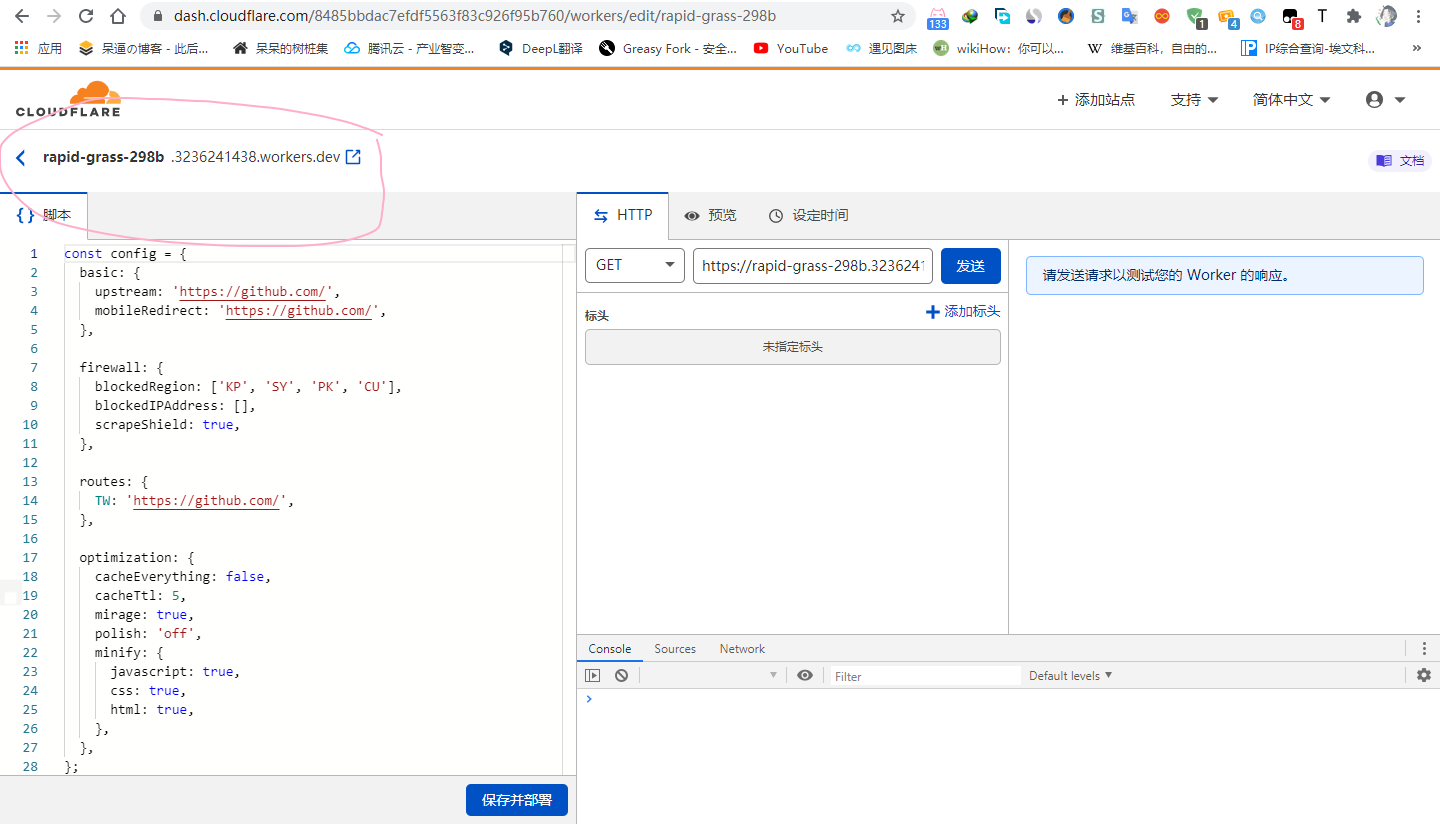 dash.cloudflare.com/8485bbdac7efdf5563f83c926f95b760/workers/edit/rapid-grass-298b
133
1
4
8
应用
呆逼の博客 - 此后...
呆呆的树桩集
腾讯云 - 产业智变...
DeepL翻译
Greasy Fork - 安全...
YouTube
遇见图床
wikiHow：你可以...
维基百科，自由的...
IP综合查询-埃文科...
»
CLOUDFLARE
+ 添加站点
支持
简体中文
rapid-grass-298b .3236241438.workers.dev
文档
{ } 脚本
HTTP
预览
设定时间
1 const config = {
2 basic: {
3 upstream: 'https://github.com/',
4 mobileRedirect: 'https://github.com/',
5 },
6
7 firewall: {
8 blockedRegion: ['KP', 'SY', 'PK', 'CU'],
9 blockedIPAddress: [],
10 scrapeShield: true,
11 },
12
13 routes: {
14 TW: 'https://github.com/',
15 },
16
17 optimization: {
18 cacheEverything: false,
19 cacheTtl: 5,
20 mirage: true,
21 polish: 'off',
22 minify: {
23 javascript: true,
24 css: true,
25 html: true,
26 },
27 },
28 };
保存并部署
GET
https://rapid-grass-298b.3236241
发送
请发送请求以测试您的 Worker 的响应。
标头
添加标头
未指定标头
Console
Sources
Network
Filter
Default levels